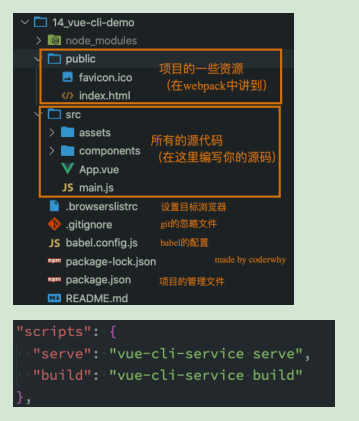 14_vue-cli-demo
node_modules
public
favicon.ico
项目的一些资源
<> index.html
（在webpack中讲到）
src
assets
所有的源代码
components
（在这里编写你的源码）
App.vue
JS main.js
.browserslistrc 设置目标浏览器
.gitignore git的忽略文件
JS babel.config.js babel的配置
npm package-lock.json made by coderwhy
npm package.json 项目的管理文件
README.md
"scripts": {
"serve": "vue-cli-service serve",
"build": "vue-cli-service build"
},